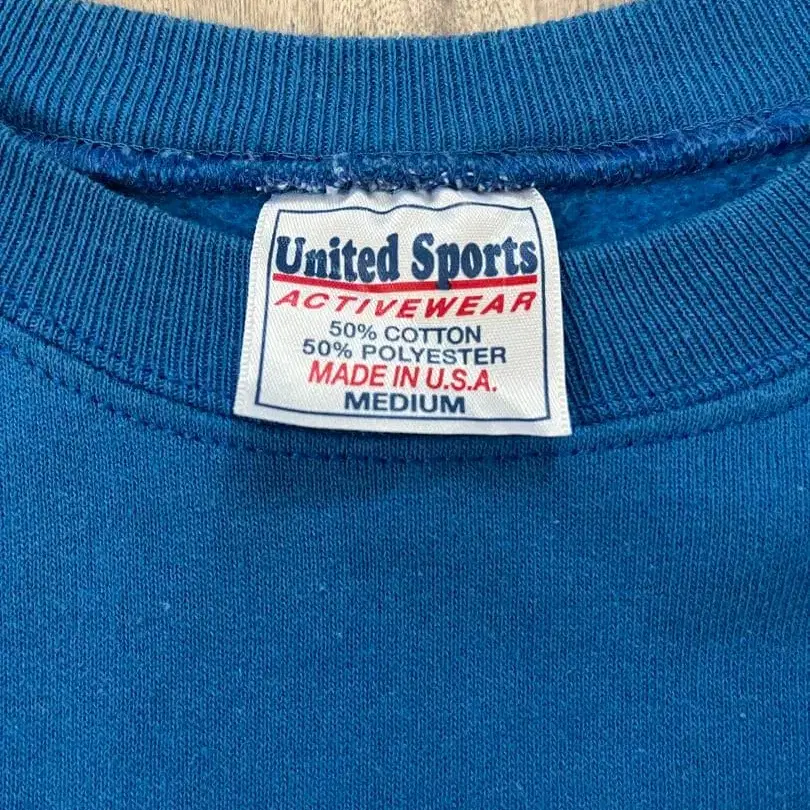 United Sports
ACTIVEWEAR
50% COTTON
50% POLYESTER
MADE IN U.S.A.
MEDIUM